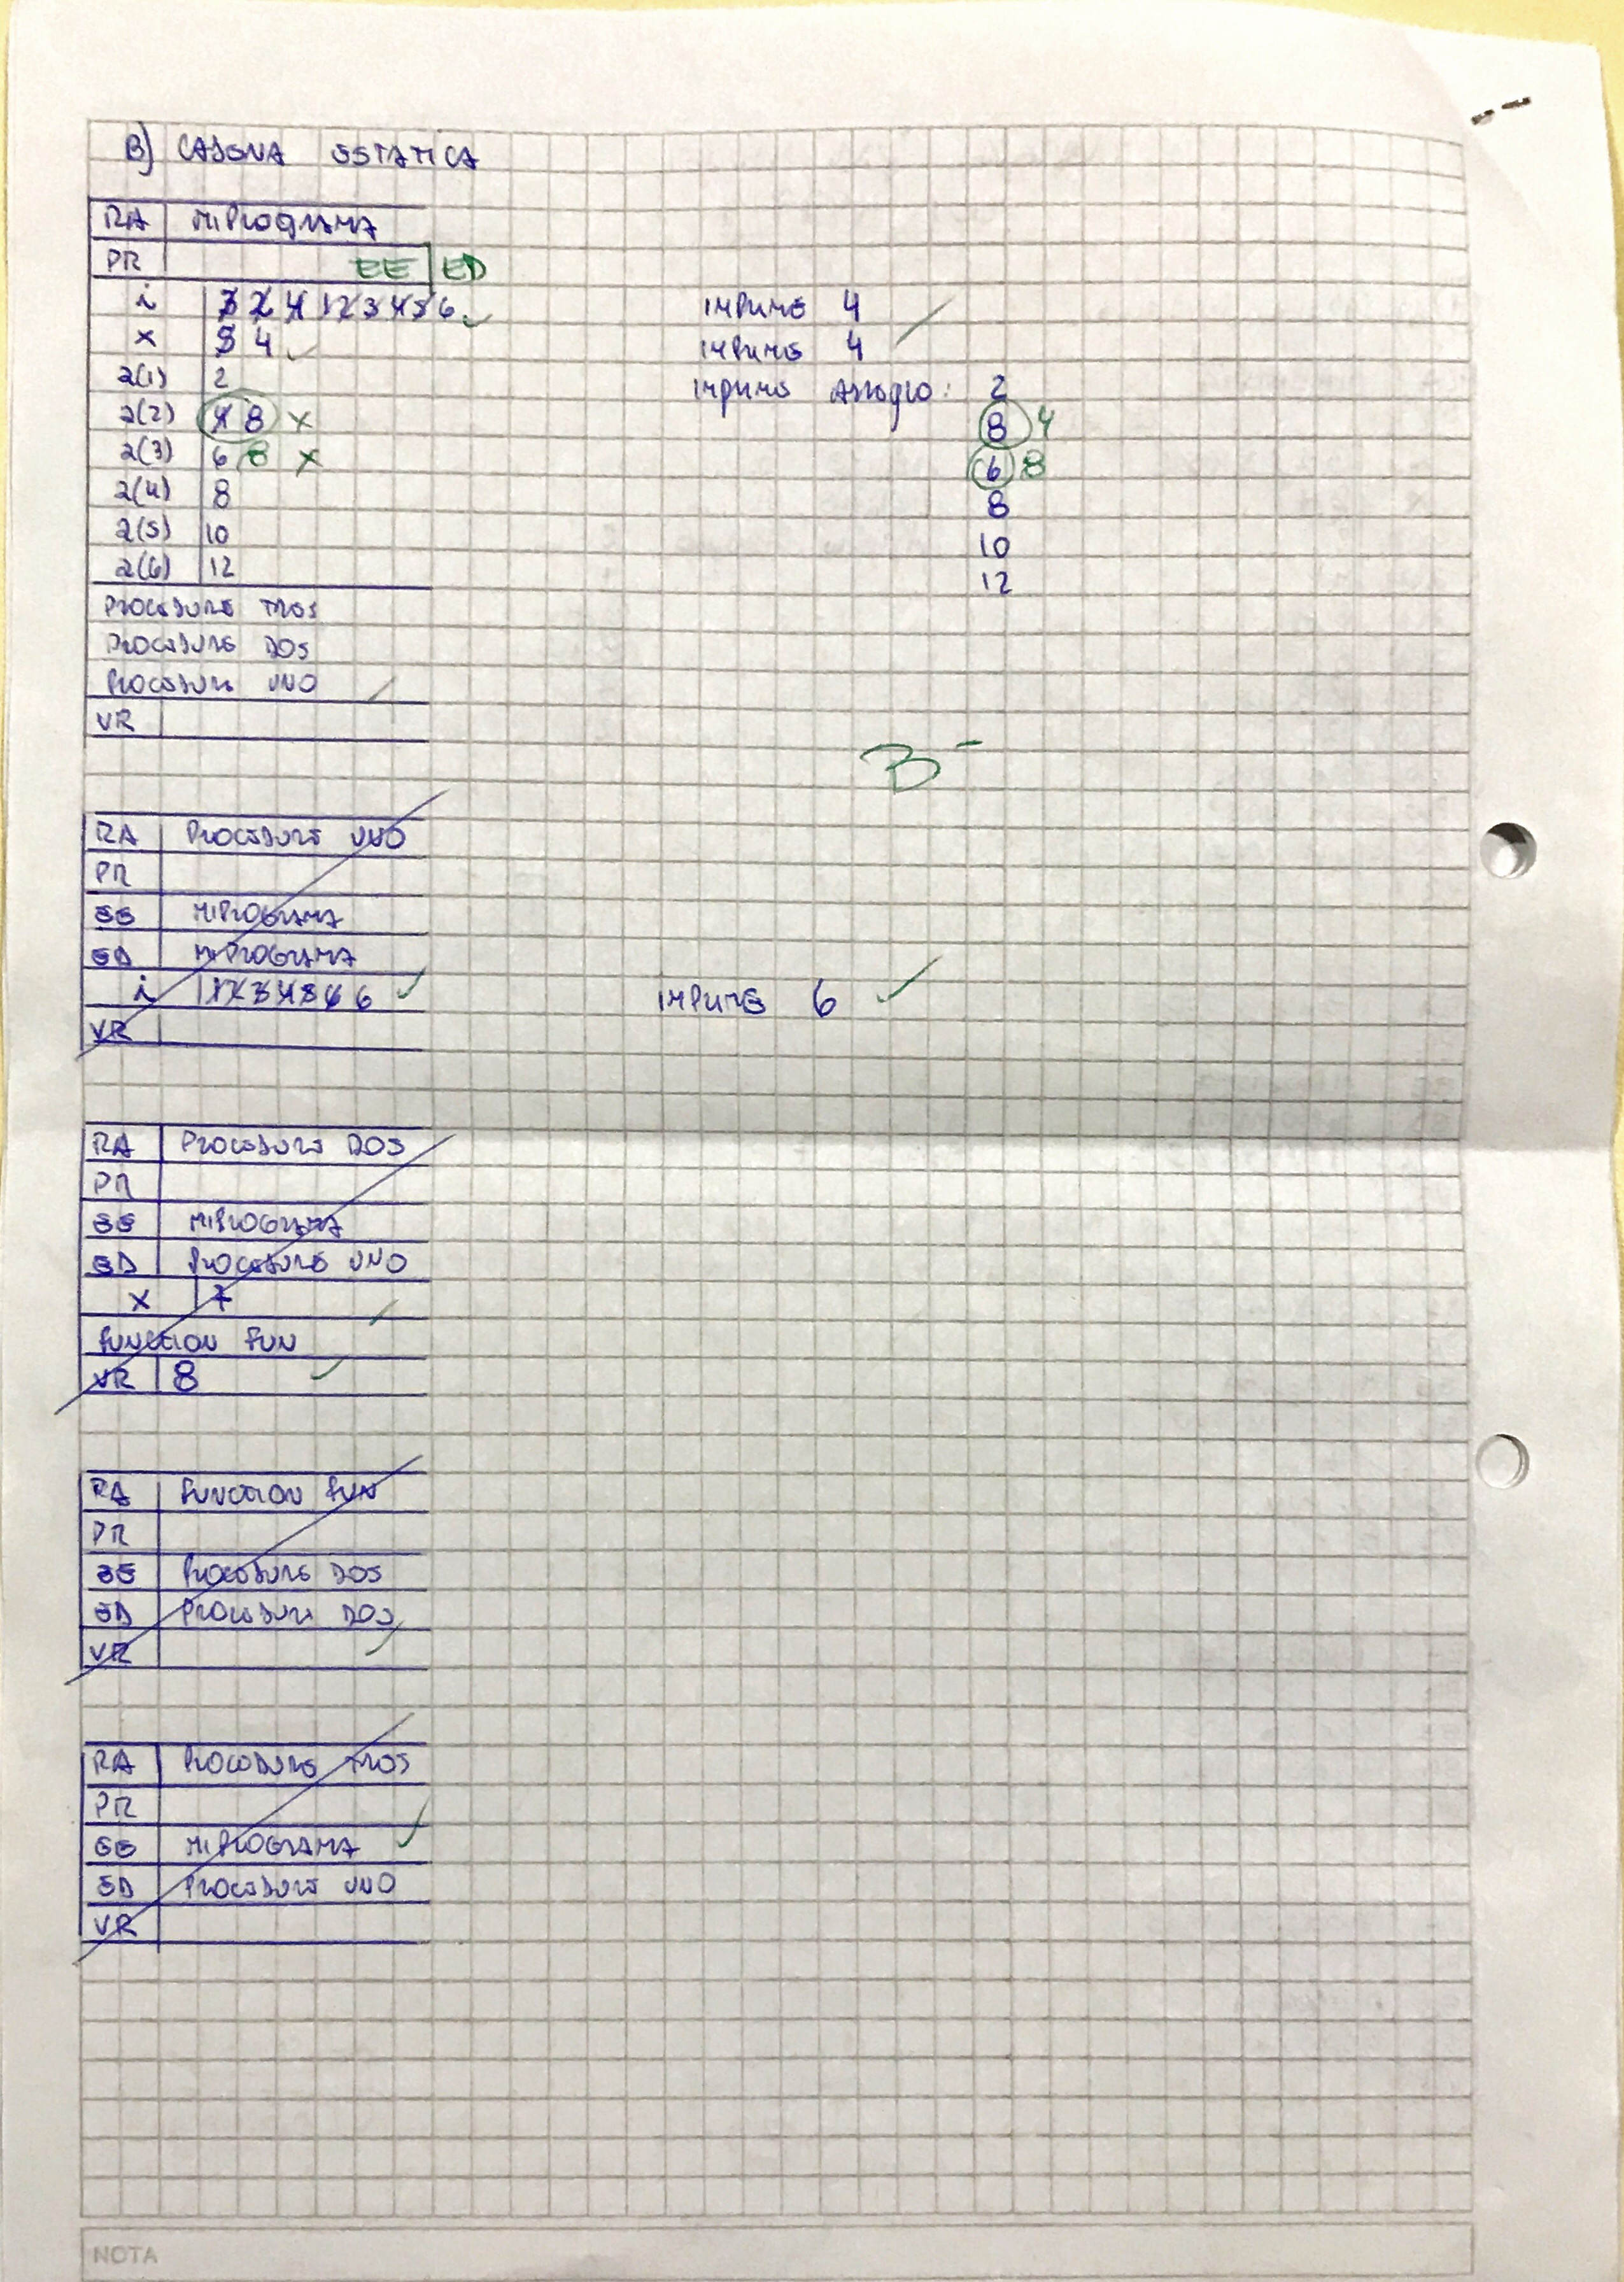 B) CADENA ESTATICA
RA MIPROGRAMA
PR EE ED
i 3 2 4 1 2 3 4 5 6
x 5 4
a(1) 2
a(2) 4 8 x
a(3) 6 8 x
a(4) 8
a(5) 10
a(6) 12
PROCEDURE TRES
PROCEDURE DOS
PROCEDURE UNO
VR
IMPRIME 4
IMPRIME 4
IMPRIME ARREGLO: 2
8 4
6 8
8
10
12
B-
RA PROCEDURE UNO
PR
EE MIPROGRAMA
ED MIPROGRAMA
i 1 2 3 4 5 6 6
VR
IMPRIME 6
RA PROCEDURE DOS
PR
EE MIPROGRAMA
ED PROCEDURE UNO
x 7
FUNCTION FUN
VR 8
RA FUNCTION FUN
PR
EE PROCEDURE DOS
ED PROCEDURE DOS
VR
RA PROCEDURE TRES
PR
EE MIPROGRAMA
ED PROCEDURE UNO
VR
NOTA